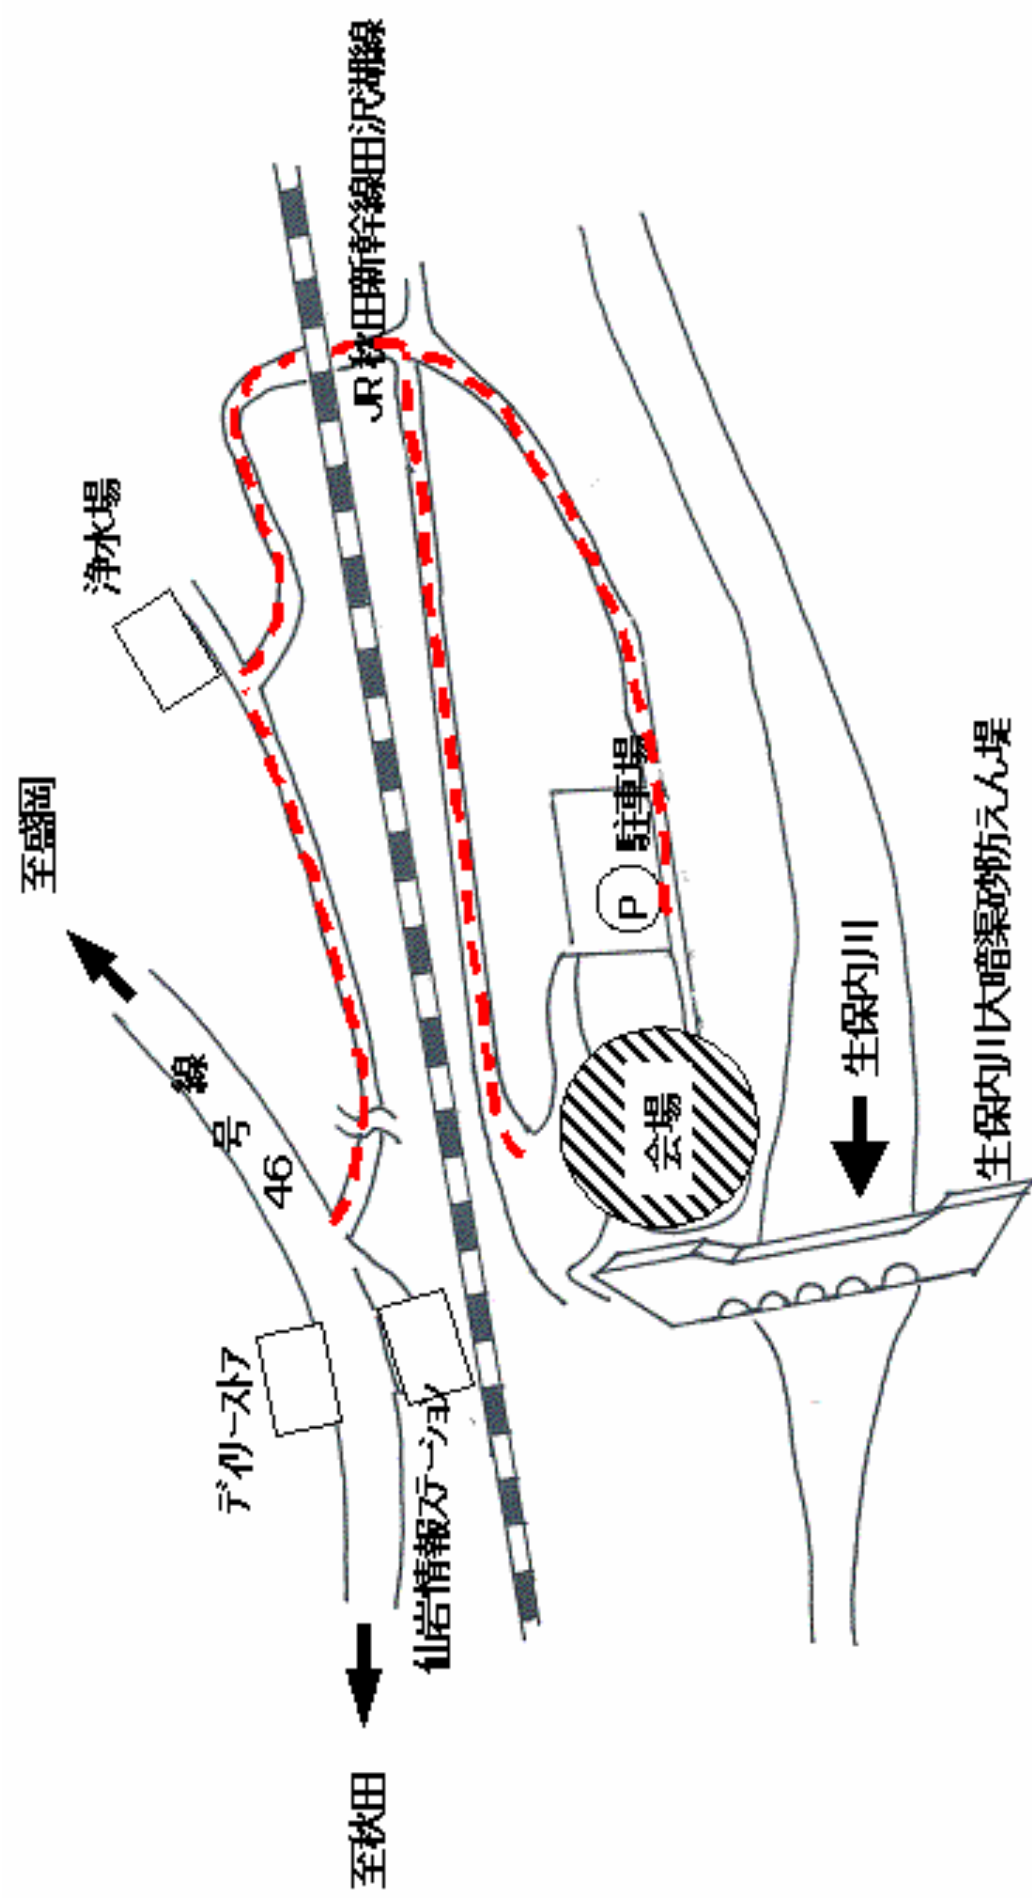 至盛岡
浄水場
46
号
線
デイリーストア
JR秋田新幹線田沢湖線
至秋田
仙岩情報ステーション
P
駐車場
会場
生保内川
生保内川大暗渠砂防えん堤